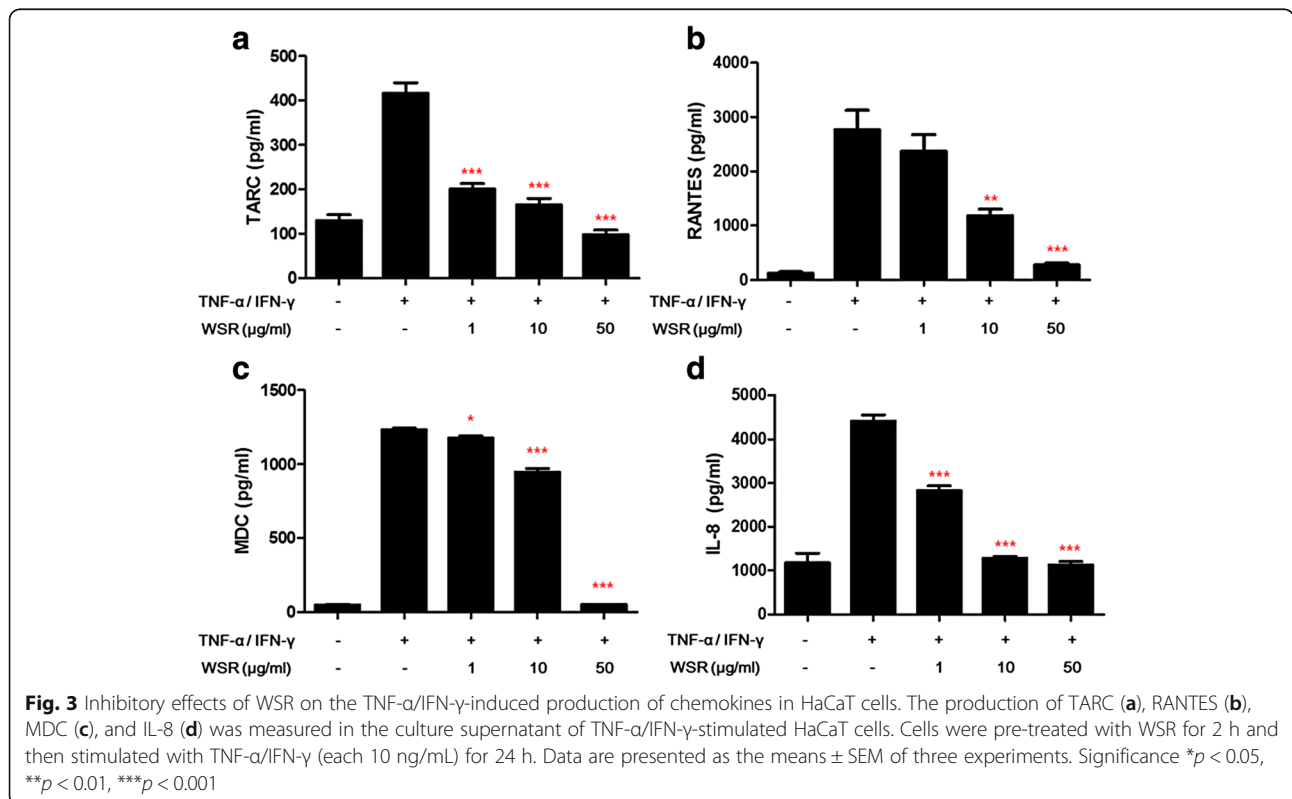 a
500
400
300
200
100
0
TARC (pg/ml)
***
***
***
TNF-α/IFN-γ - + + + +
WSR (µg/ml) - - 1 10 50
b
4000
3000
2000
1000
0
RANTES (pg/ml)
**
***
TNF-α/IFN-γ - + + + +
WSR (µg/ml) - - 1 10 50
c
1500
1000
500
0
MDC (pg/ml)
*
***
***
TNF-α/IFN-γ - + + + +
WSR (µg/ml) - - 1 10 50
d
5000
4000
3000
2000
1000
0
IL-8 (pg/ml)
***
***
***
TNF-α/IFN-γ - + + + +
WSR (µg/ml) - - 1 10 50
Fig. 3 Inhibitory effects of WSR on the TNF-α/IFN-γ-induced production of chemokines in HaCaT cells. The production of TARC (a), RANTES (b),
MDC (c), and IL-8 (d) was measured in the culture supernatant of TNF-α/IFN-γ-stimulated HaCaT cells. Cells were pre-treated with WSR for 2 h and
then stimulated with TNF-α/IFN-γ (each 10 ng/mL) for 24 h. Data are presented as the means ± SEM of three experiments. Significance *p < 0.05,
**p < 0.01, ***p < 0.001